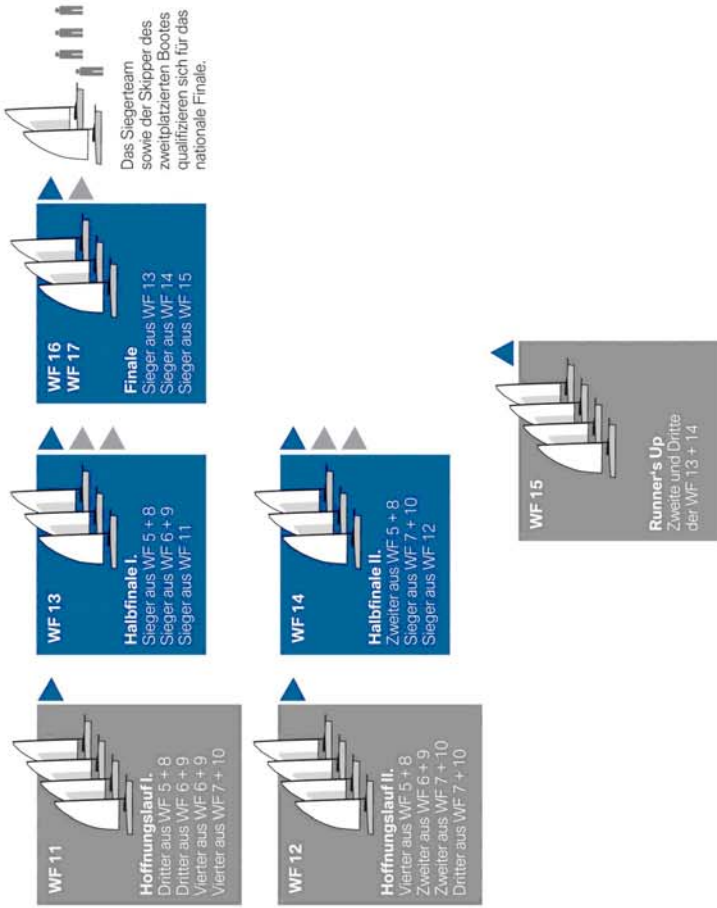 WF 11
Hoffnungslauf I.
Dritter aus WF 5 + 8
Dritter aus WF 6 + 9
Vierter aus WF 6 + 9
Vierter aus WF 7 + 10
WF 12
Hoffnungslauf II.
Vierter aus WF 5 + 8
Zweiter aus WF 6 + 9
Zweiter aus WF 7 + 10
Dritter aus WF 7 + 10
WF 13
Halbfinale I.
Sieger aus WF 5 + 8
Sieger aus WF 6 + 9
Sieger aus WF 11
WF 14
Halbfinale II.
Zweiter aus WF 5 + 8
Sieger aus WF 7 + 10
Sieger aus WF 12
WF 15
Runner's Up
Zweite und Dritte
der WF 13 + 14
WF 16
WF 17
Finale
Sieger aus WF 13
Sieger aus WF 14
Sieger aus WF 15
Das Siegerteam
sowie der Skipper des
zweitplatzierten Bootes
qualifizieren sich für das
nationale Finale.